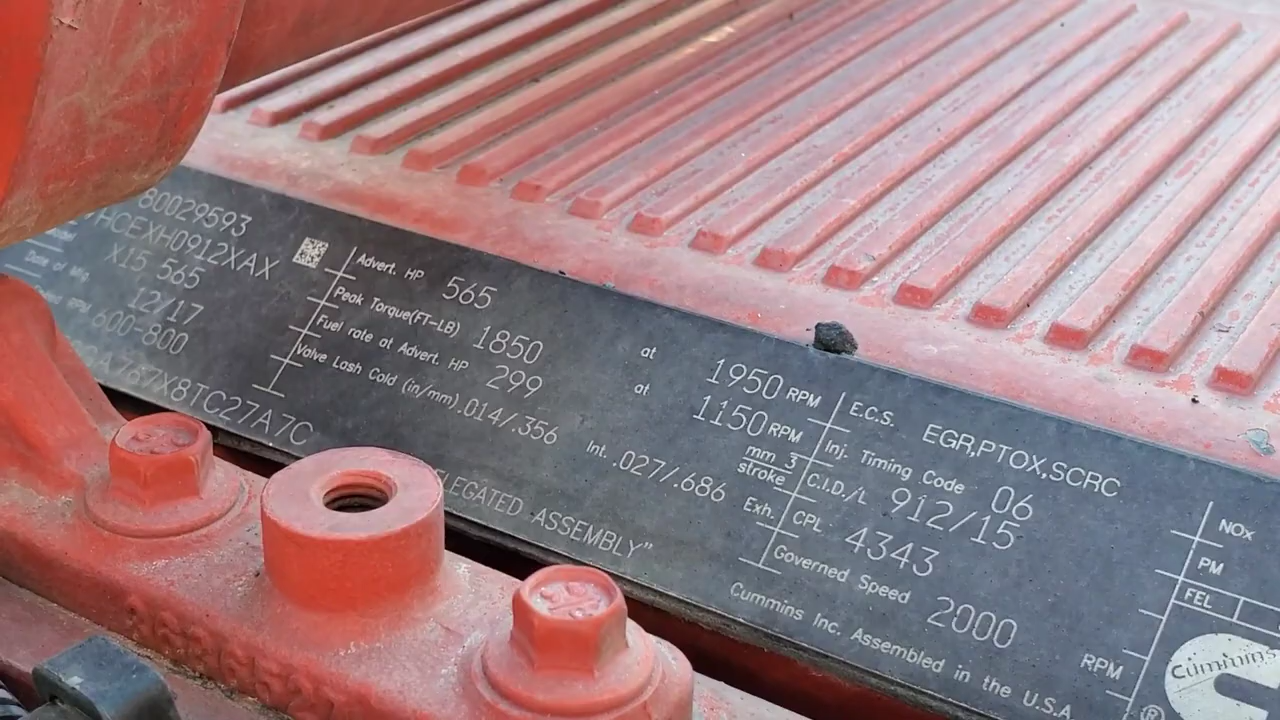 80029593
HCEXH0912XAX
X15 565
Date of Mfg. 12/17
600-800
A767X8TC27A7C
Advert. HP 565 at 1950 RPM
Peak Torque(FT-LB) 1850 at 1150 RPM
Fuel rate at Advert. HP 299 mm 3 stroke
Valve Lash Cold (in/mm) .014/.356 Int. .027/.686 Exh.
ASSEMBLY"
E.C.S. EGR,PTOX,SCRC
Inj. Timing Code 06
C.I.D./L 912/15
CPL 4343
Governed Speed 2000 RPM
Cummins Inc. Assembled in the U.S.A.
NOx
PM
FEL
Cummins
®